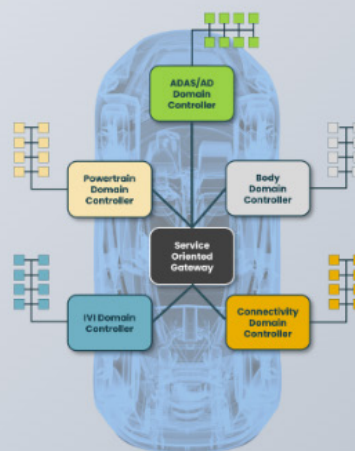 ADAS/AD
Domain
Controller
Powertrain
Domain
Controller
Body
Domain
Controller
Service
Oriented
Gateway
IVI Domain
Controller
Connectivity
Domain
Controller